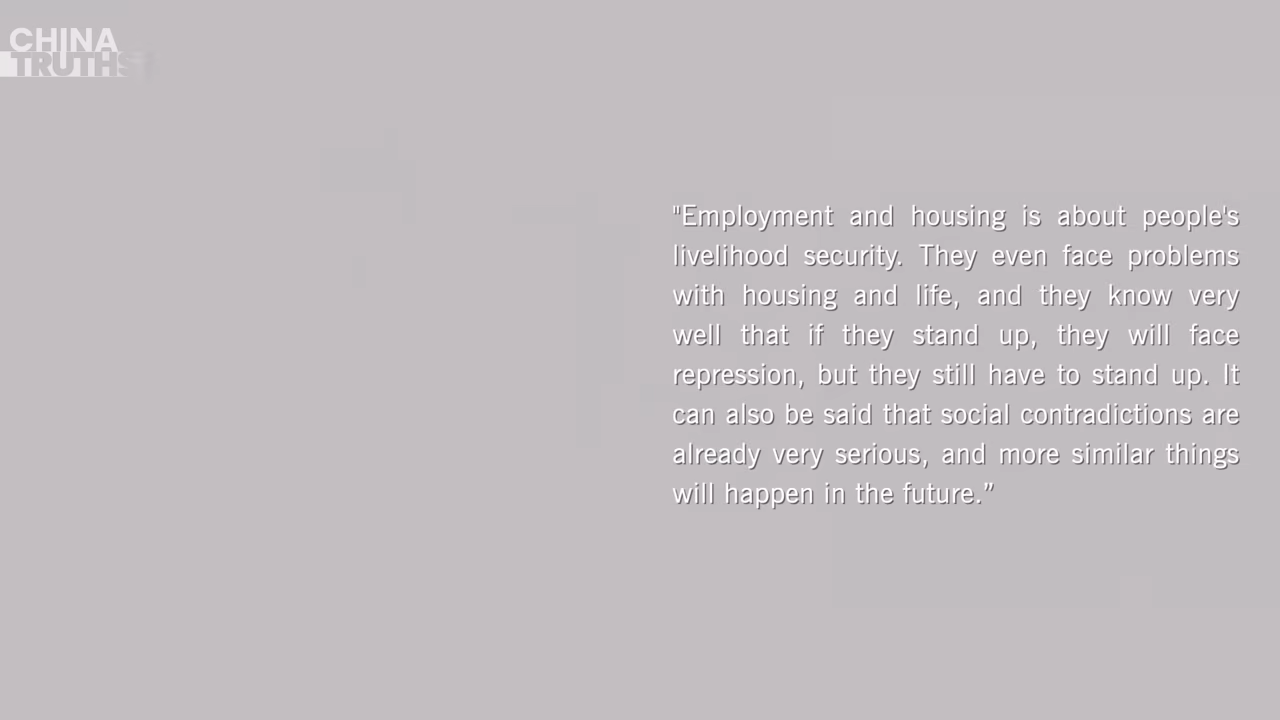 CHINA
TRUTHS
"Employment and housing is about people's
livelihood security. They even face problems
with housing and life, and they know very
well that if they stand up, they will face
repression, but they still have to stand up. It
can also be said that social contradictions are
already very serious, and more similar things
will happen in the future.”